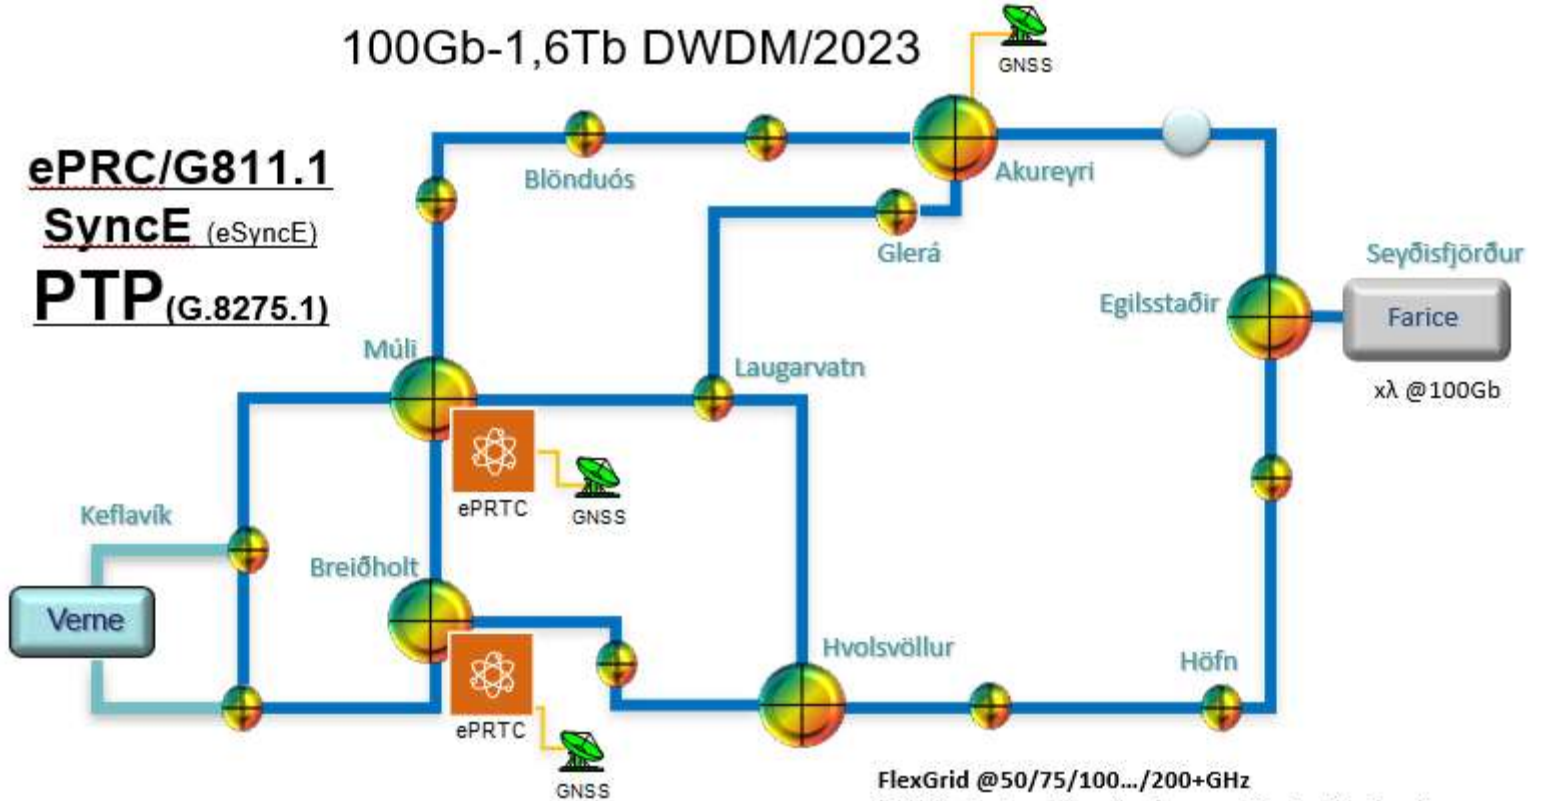 100Gb-1,6Tb DWDM/2023
GNSS
ePRC/G811.1
SyncE (eSyncE)
PTP(G.8275.1)
Blönduós
Akureyri
Glerá
Seyðisfjörður
Egilsstaðir
Farice
xλ @100Gb
Múli
Laugarvatn
ePRTC
GNSS
Keflavík
Breiðholt
Verne
Hvolsvöllur
Höfn
ePRTC
GNSS
FlexGrid @50/75/100.../200+GHz